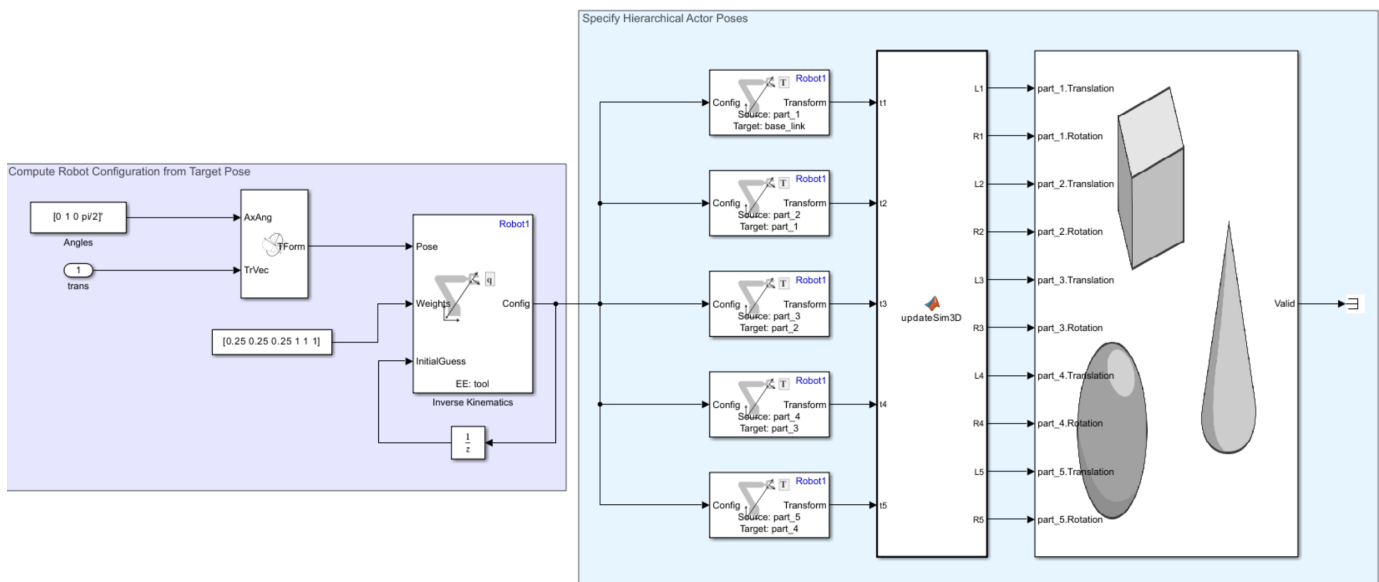 Specify Hierarchical Actor Poses
Compute Robot Configuration from Target Pose
[0 1 0 pi/2]'
Angles
1
trans
AxAng
TForm
TrVec
[0.25 0.25 0.25 1 1 1]
Robot1
Pose
q
Weights
Config
InitialGuess
EE: tool
Inverse Kinematics
1
z
T
Robot1
Config
Transform
Source: part_1
Target: base_link
T
Robot1
Config
Transform
Source: part_2
Target: part_1
T
Robot1
Config
Transform
Source: part_3
Target: part_2
T
Robot1
Config
Transform
Source: part_4
Target: part_3
T
Robot1
Config
Transform
Source: part_5
Target: part_4
t1
t2
t3
t4
t5
updateSim3D
L1
R1
L2
R2
L3
R3
L4
R4
L5
R5
part_1.Translation
part_1.Rotation
part_2.Translation
part_2.Rotation
part_3.Translation
part_3.Rotation
part_4.Translation
part_4.Rotation
part_5.Translation
part_5.Rotation
Valid